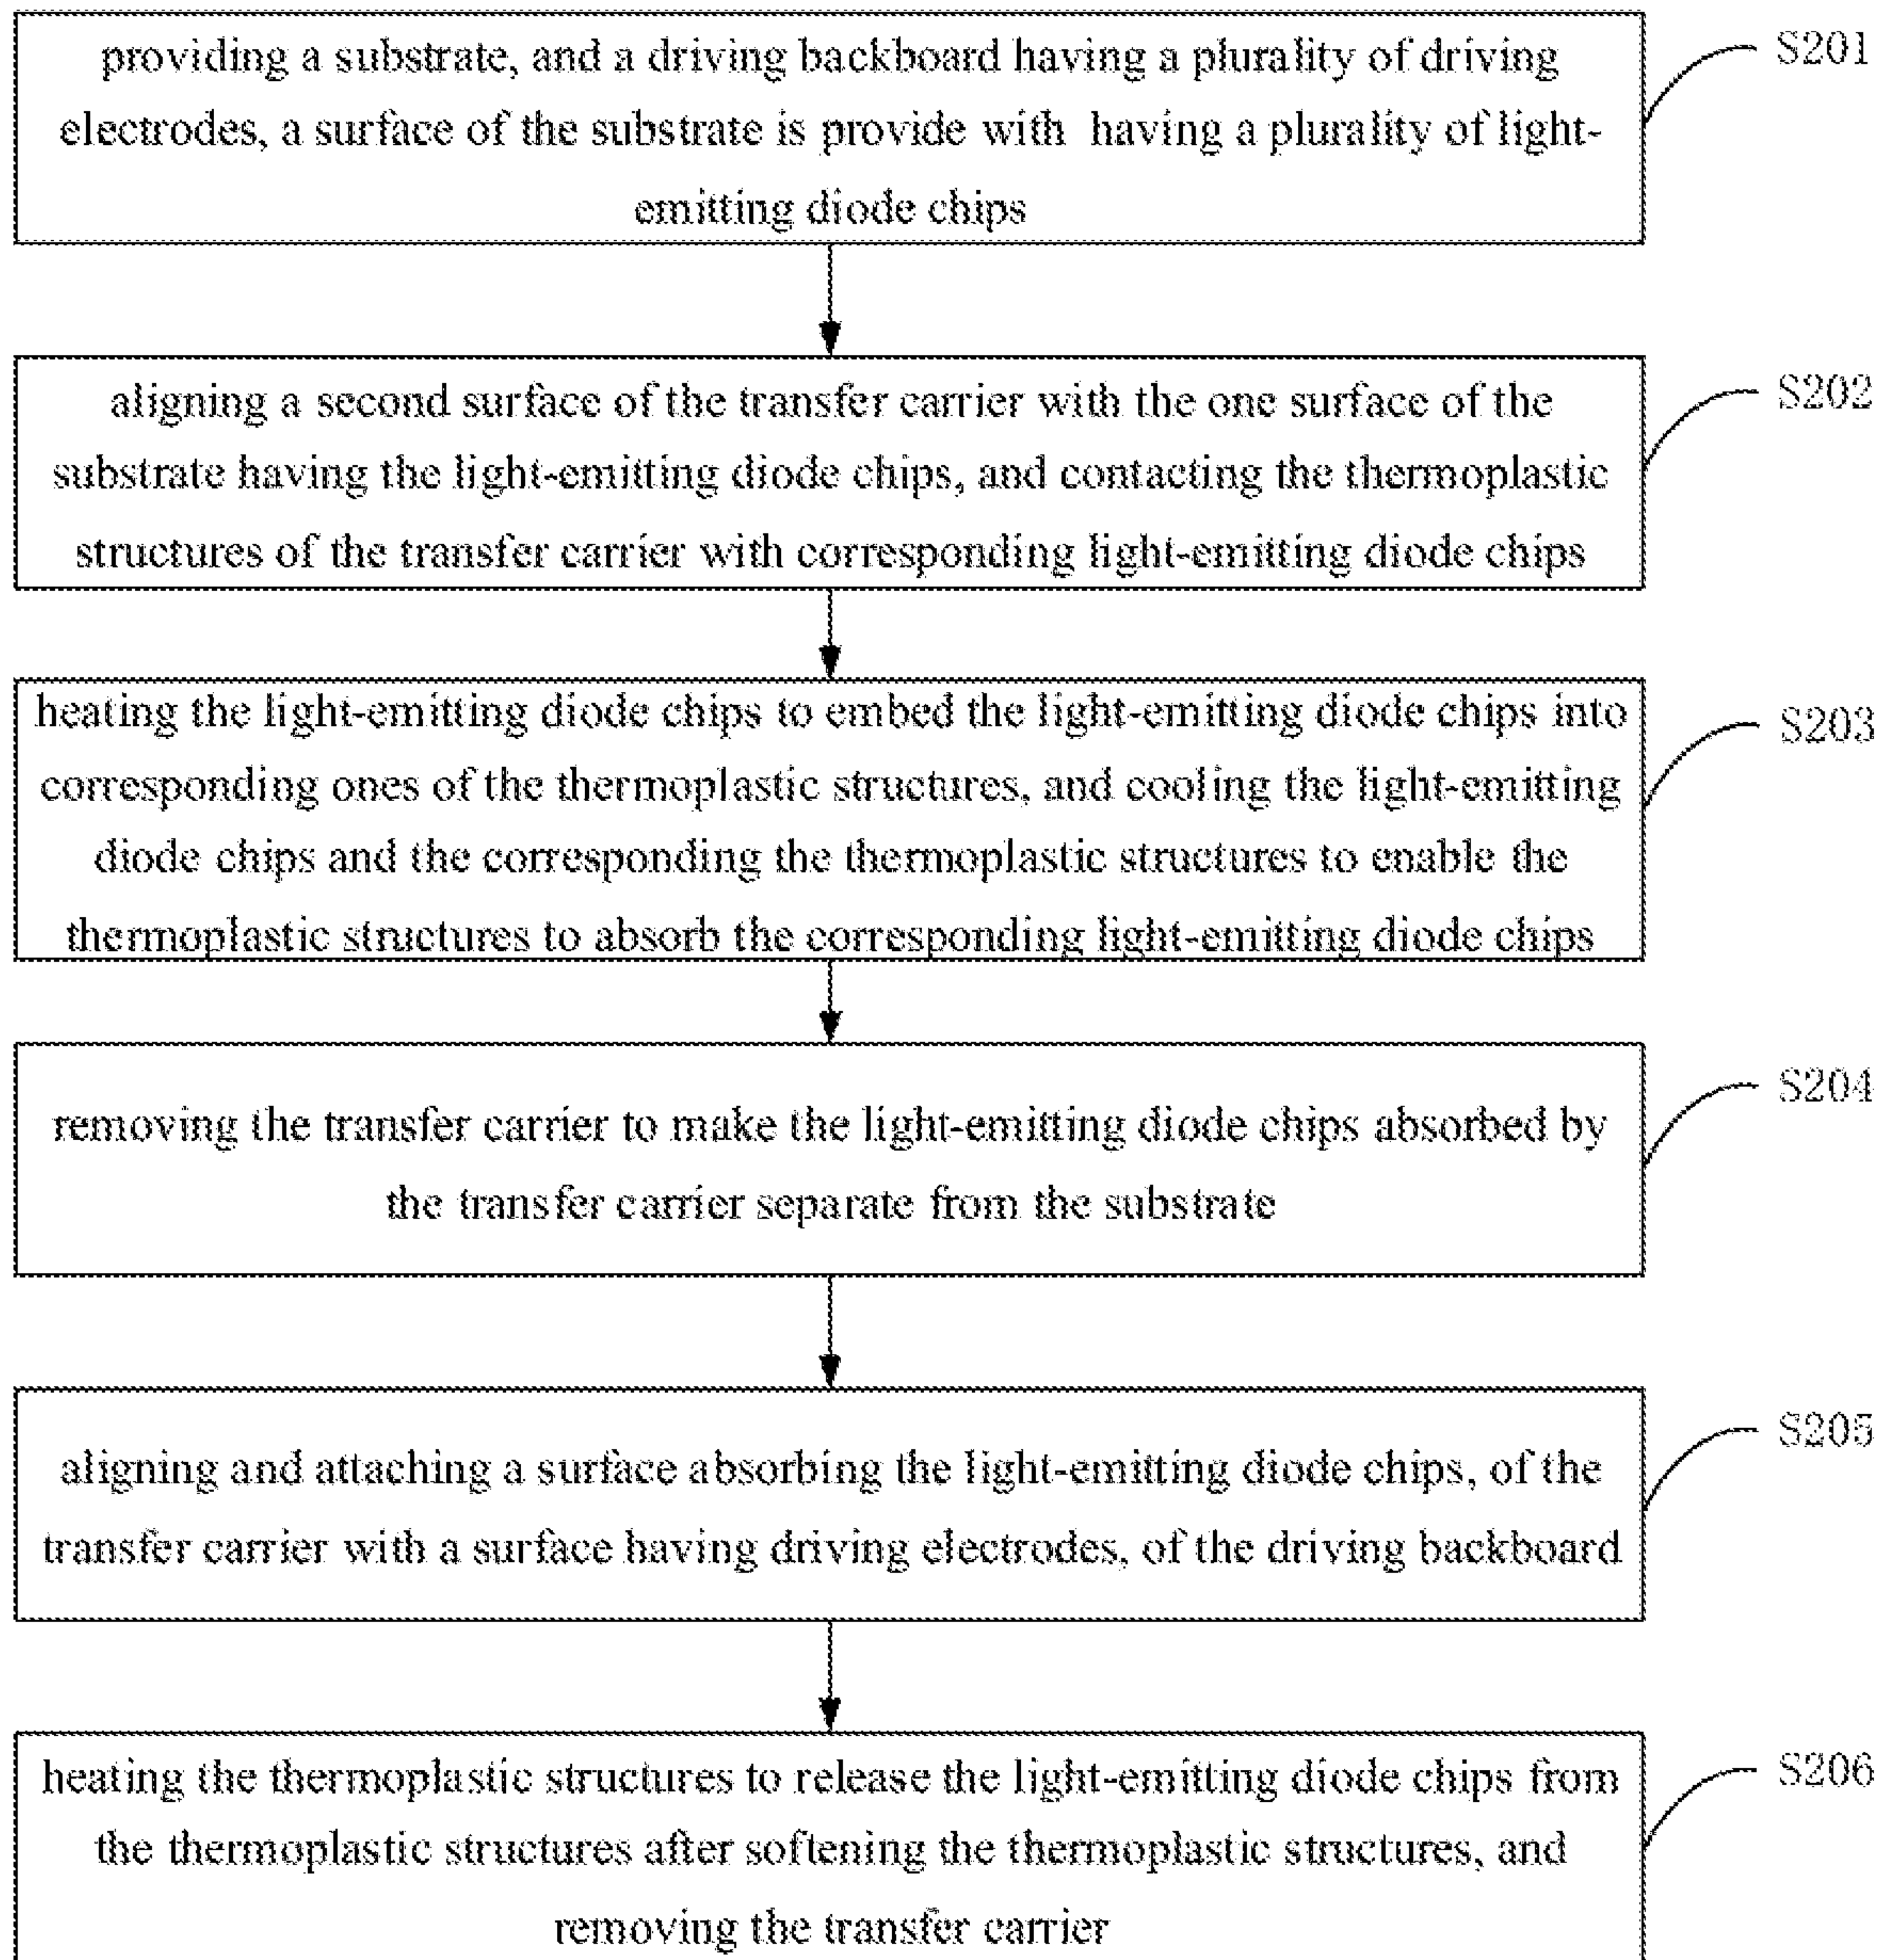 providing a substrate, and a driving backboard having a plurality of driving
electrodes, a surface of the substrate is provide with having a plurality of light-
emitting diode chips
S201
aligning a second surface of the transfer carrier with the one surface of the
substrate having the light-emitting diode chips, and contacting the thermoplastic
structures of the transfer carrier with corresponding light-emitting diode chips
S202
heating the light-emitting diode chips to embed the light-emitting diode chips into
corresponding ones of the thermoplastic structures, and cooling the light-emitting
diode chips and the corresponding the thermoplastic structures to enable the
thermoplastic structures to absorb the corresponding light-emitting diode chips
S203
removing the transfer carrier to make the light-emitting diode chips absorbed by
the transfer carrier separate from the substrate
S204
aligning and attaching a surface absorbing the light-emitting diode chips, of the
transfer carrier with a surface having driving electrodes, of the driving backboard
S205
heating the thermoplastic structures to release the light-emitting diode chips from
the thermoplastic structures after softening the thermoplastic structures, and
removing the transfer carrier
S206